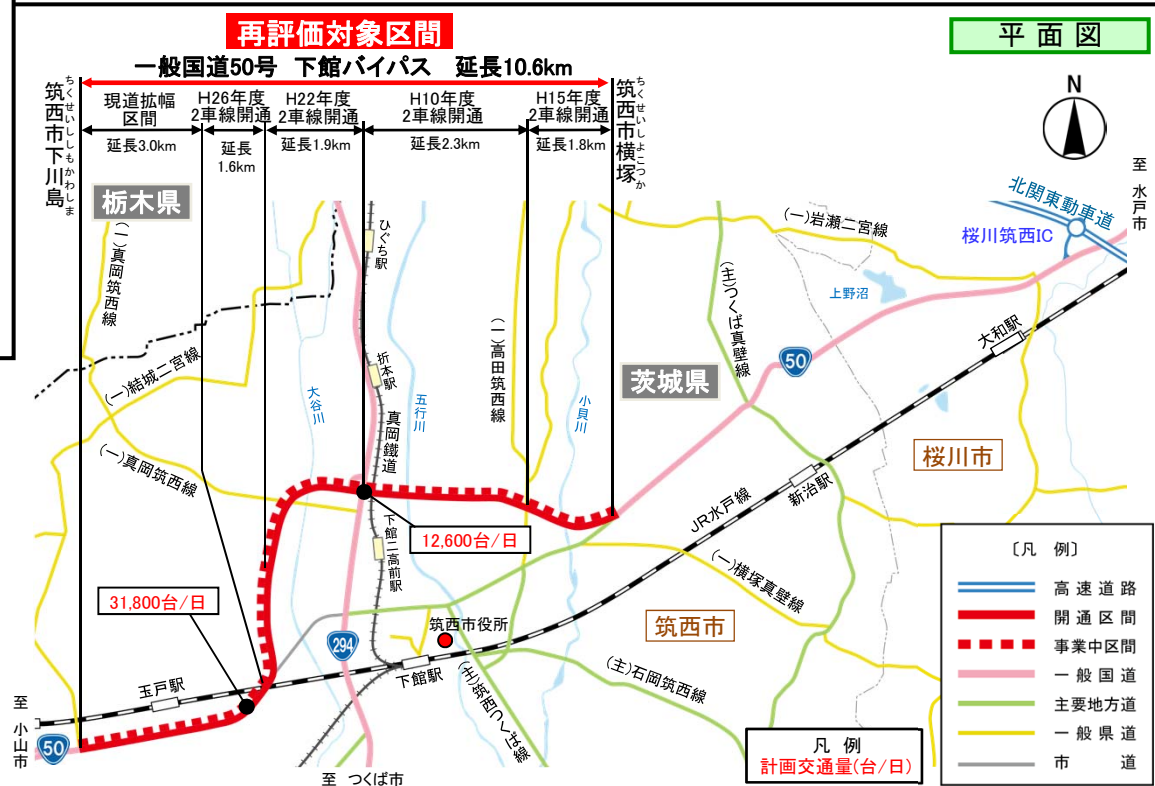 再評価対象区間
平面図
一般国道50号 下館バイパス 延長10.6km
筑西市下川島
ちくせいししもかわしま
現道拡幅
区間
延長3.0km
H26年度
2車線開通
延長
1.6km
H22年度
2車線開通
延長1.9km
H10年度
2車線開通
延長2.3km
H15年度
2車線開通
延長1.8km
筑西市横塚
ちくせいしよこつか
N
至 水戸市
栃木県
(一)真岡筑西線
ひぐち駅
(一)岩瀬二宮線
北関東動車道
桜川筑西IC
上野沼
(主)つくば真壁線
(一)高田筑西線
大和駅
50
茨城県
(一)結城二宮線
折本駅
大谷川
五行川
小貝川
真岡鐵道
(一)真岡筑西線
桜川市
新治駅
JR水戸線
12,600台/日
下館二高前駅
(一)横塚真壁線
31,800台/日
筑西市役所
筑西市
294
下館駅
(主)石岡筑西線
(主)筑西つくば線
玉戸駅
至 小山市
50
至 つくば市
凡 例
計画交通量(台/日)
〔凡 例〕
高速道路
開通区間
事業中区間
一般国道
主要地方道
一般県道
市道